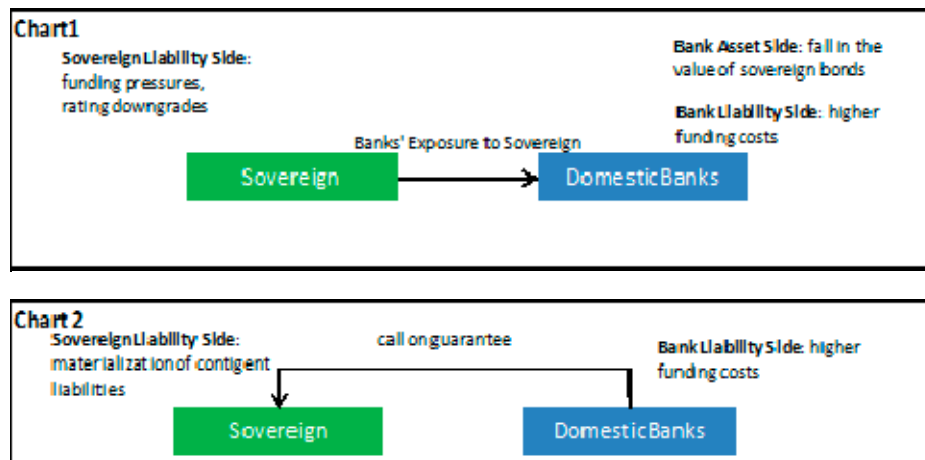 Chart1
Sovereign Liability Side:
funding pressures,
rating downgrades
Bank Asset Side: fall in the
value of sovereign bonds
Bank Liability Side: higher
funding costs
Banks' Exposure to Sovereign
Sovereign
DomesticBanks
Chart 2
Sovereign Liability Side:
materialization of contigent
liabilities
call on guarantee
Bank Liability Side: higher
funding costs
Sovereign
DomesticBanks